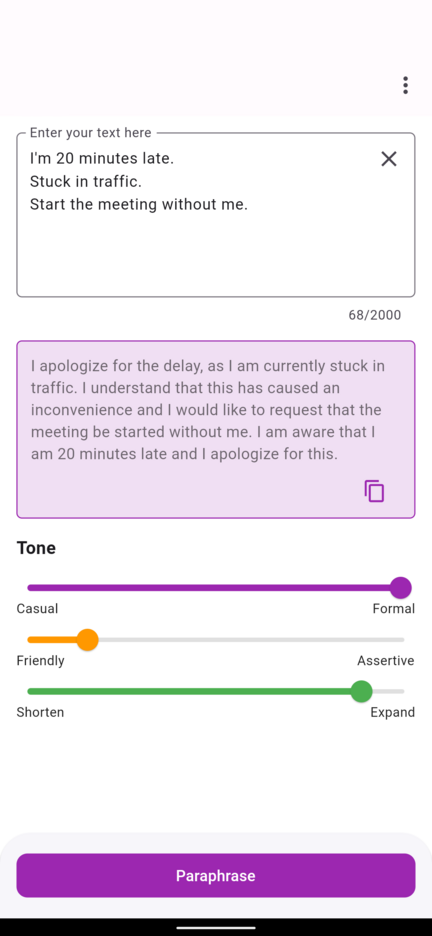 Enter your text here
I'm 20 minutes late.
Stuck in traffic.
Start the meeting without me.
68/2000
I apologize for the delay, as I am currently stuck in
traffic. I understand that this has caused an
inconvenience and I would like to request that the
meeting be started without me. I am aware that I
am 20 minutes late and I apologize for this.
Tone
Casual Formal
Friendly Assertive
Shorten Expand
Paraphrase